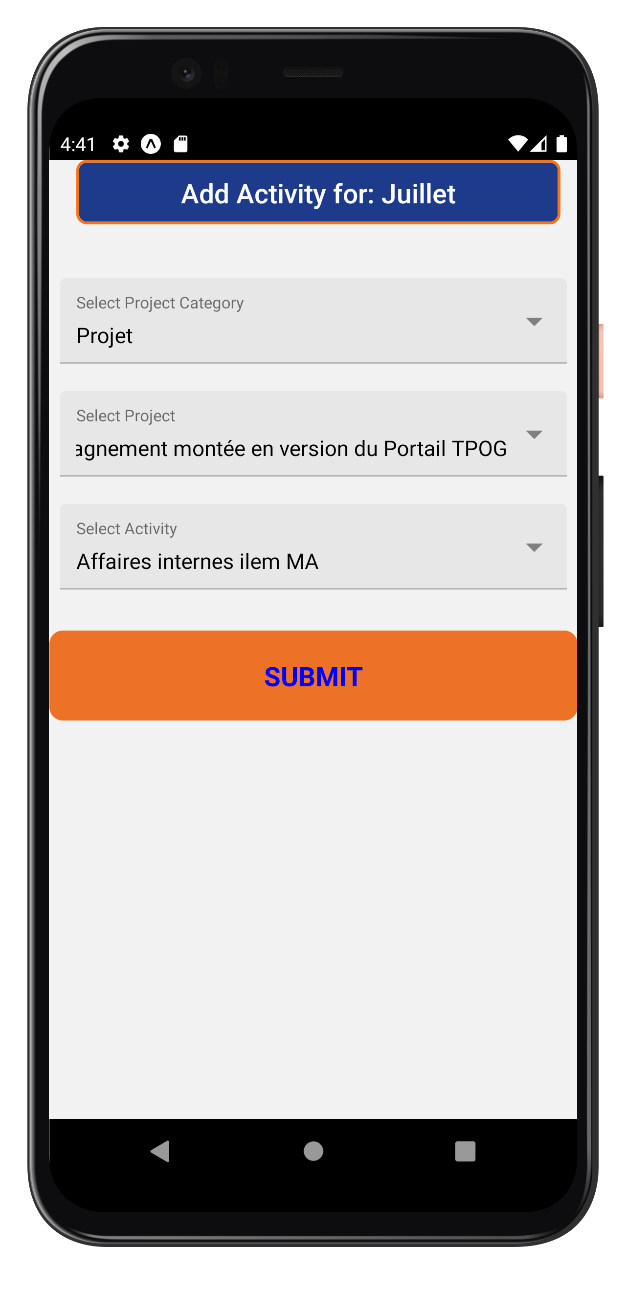 4:41
Add Activity for: Juillet
Select Project Category
Projet
Select Project
agnement montée en version du Portail TPOG
Select Activity
Affaires internes ilem MA
SUBMIT